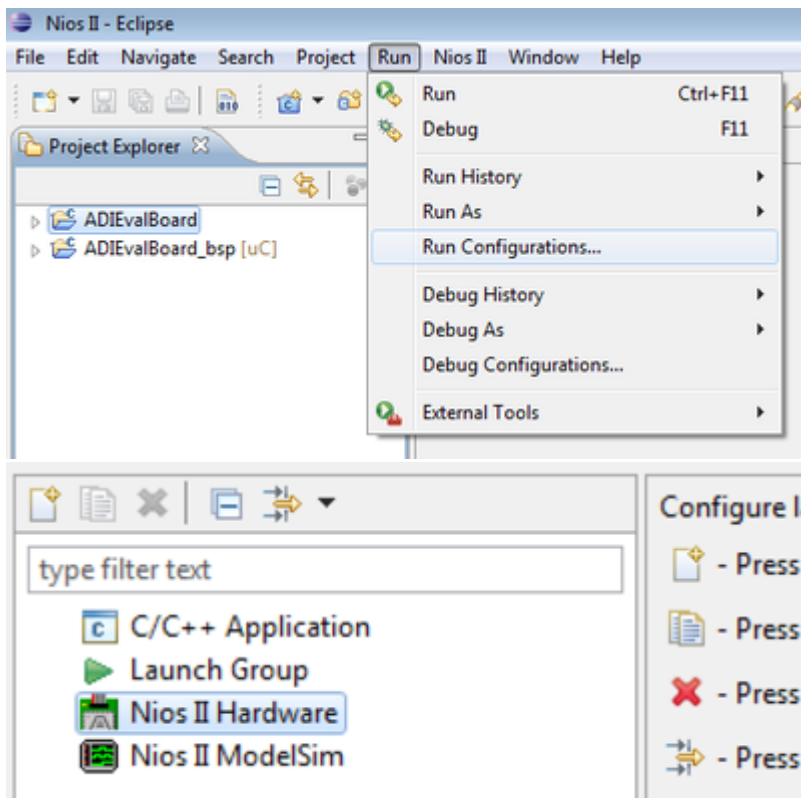 Nios II - Eclipse
File Edit Navigate Search Project Run Nios II Window Help
Run Ctrl+F11
Debug F11
Project Explorer
Run History
Run As
ADIEvalBoard
Run Configurations...
ADIEvalBoard_bsp [uC]
Debug History
Debug As
Debug Configurations...
External Tools
Configure
type filter text
- Press
C/C++ Application
- Press
Launch Group
Nios II Hardware
- Press
Nios II ModelSim
- Press